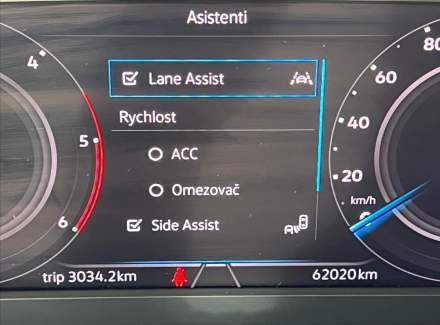 Asistenti
4
80
Lane Assist
60
Rychlost
40
5
ACC
20
Omezovač
km/h
6
Side Assist
trip 3034.2km
62020km